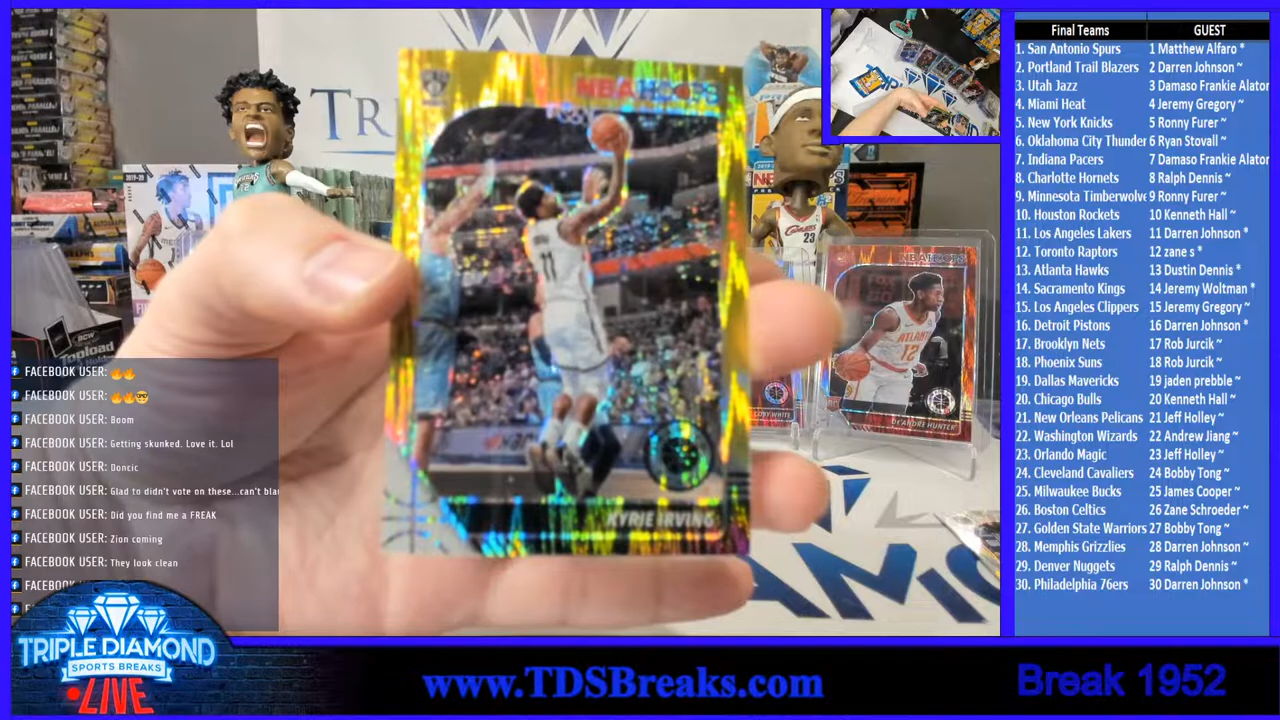 NBA HOOPS
KYRIE IRVING
11
TR
23
2019-20
BCW
Topload
NBA HOOPS
ATLANTA
12
DE'ANDRE HUNTER
COBY WHITE
AMO
FACEBOOK USER: 🔥🔥
FACEBOOK USER: 🔥🔥🤓
FACEBOOK USER: Boom
FACEBOOK USER: Getting skunked. Love it. Lol
FACEBOOK USER: Doncic
FACEBOOK USER: Glad to didn't vote on these...can't bla
FACEBOOK USER: Did you find me a FREAK
FACEBOOK USER: Zion coming
FACEBOOK USER: They look clean
FACEBOO
F
TRIPLE DIAMOND
SPORTS BREAKS
LIVE
www.TDSBreaks.com
Break 1952
Final Teams GUEST
1. San Antonio Spurs 1 Matthew Alfaro *
2. Portland Trail Blazers 2 Darren Johnson ~
3. Utah Jazz 3 Damaso Frankie Alator
4. Miami Heat 4 Jeremy Gregory ~
5. New York Knicks 5 Ronny Furer ~
6. Oklahoma City Thunder 6 Ryan Stovall ~
7. Indiana Pacers 7 Damaso Frankie Alator
8. Charlotte Hornets 8 Ralph Dennis ~
9. Minnesota Timberwolve 9 Ronny Furer ~
10. Houston Rockets 10 Kenneth Hall ~
11. Los Angeles Lakers 11 Darren Johnson *
12. Toronto Raptors 12 zane s *
13. Atlanta Hawks 13 Dustin Dennis *
14. Sacramento Kings 14 Jeremy Woltman *
15. Los Angeles Clippers 15 Jeremy Gregory ~
16. Detroit Pistons 16 Darren Johnson *
17. Brooklyn Nets 17 Rob Jurcik ~
18. Phoenix Suns 18 Rob Jurcik ~
19. Dallas Mavericks 19 jaden prebble ~
20. Chicago Bulls 20 Kenneth Hall ~
21. New Orleans Pelicans 21 Jeff Holley ~
22. Washington Wizards 22 Andrew Jiang ~
23. Orlando Magic 23 Jeff Holley ~
24. Cleveland Cavaliers 24 Bobby Tong ~
25. Milwaukee Bucks 25 James Cooper ~
26. Boston Celtics 26 Zane Schroeder ~
27. Golden State Warriors 27 Bobby Tong ~
28. Memphis Grizzlies 28 Darren Johnson ~
29. Denver Nuggets 29 Ralph Dennis ~
30. Philadelphia 76ers 30 Darren Johnson *